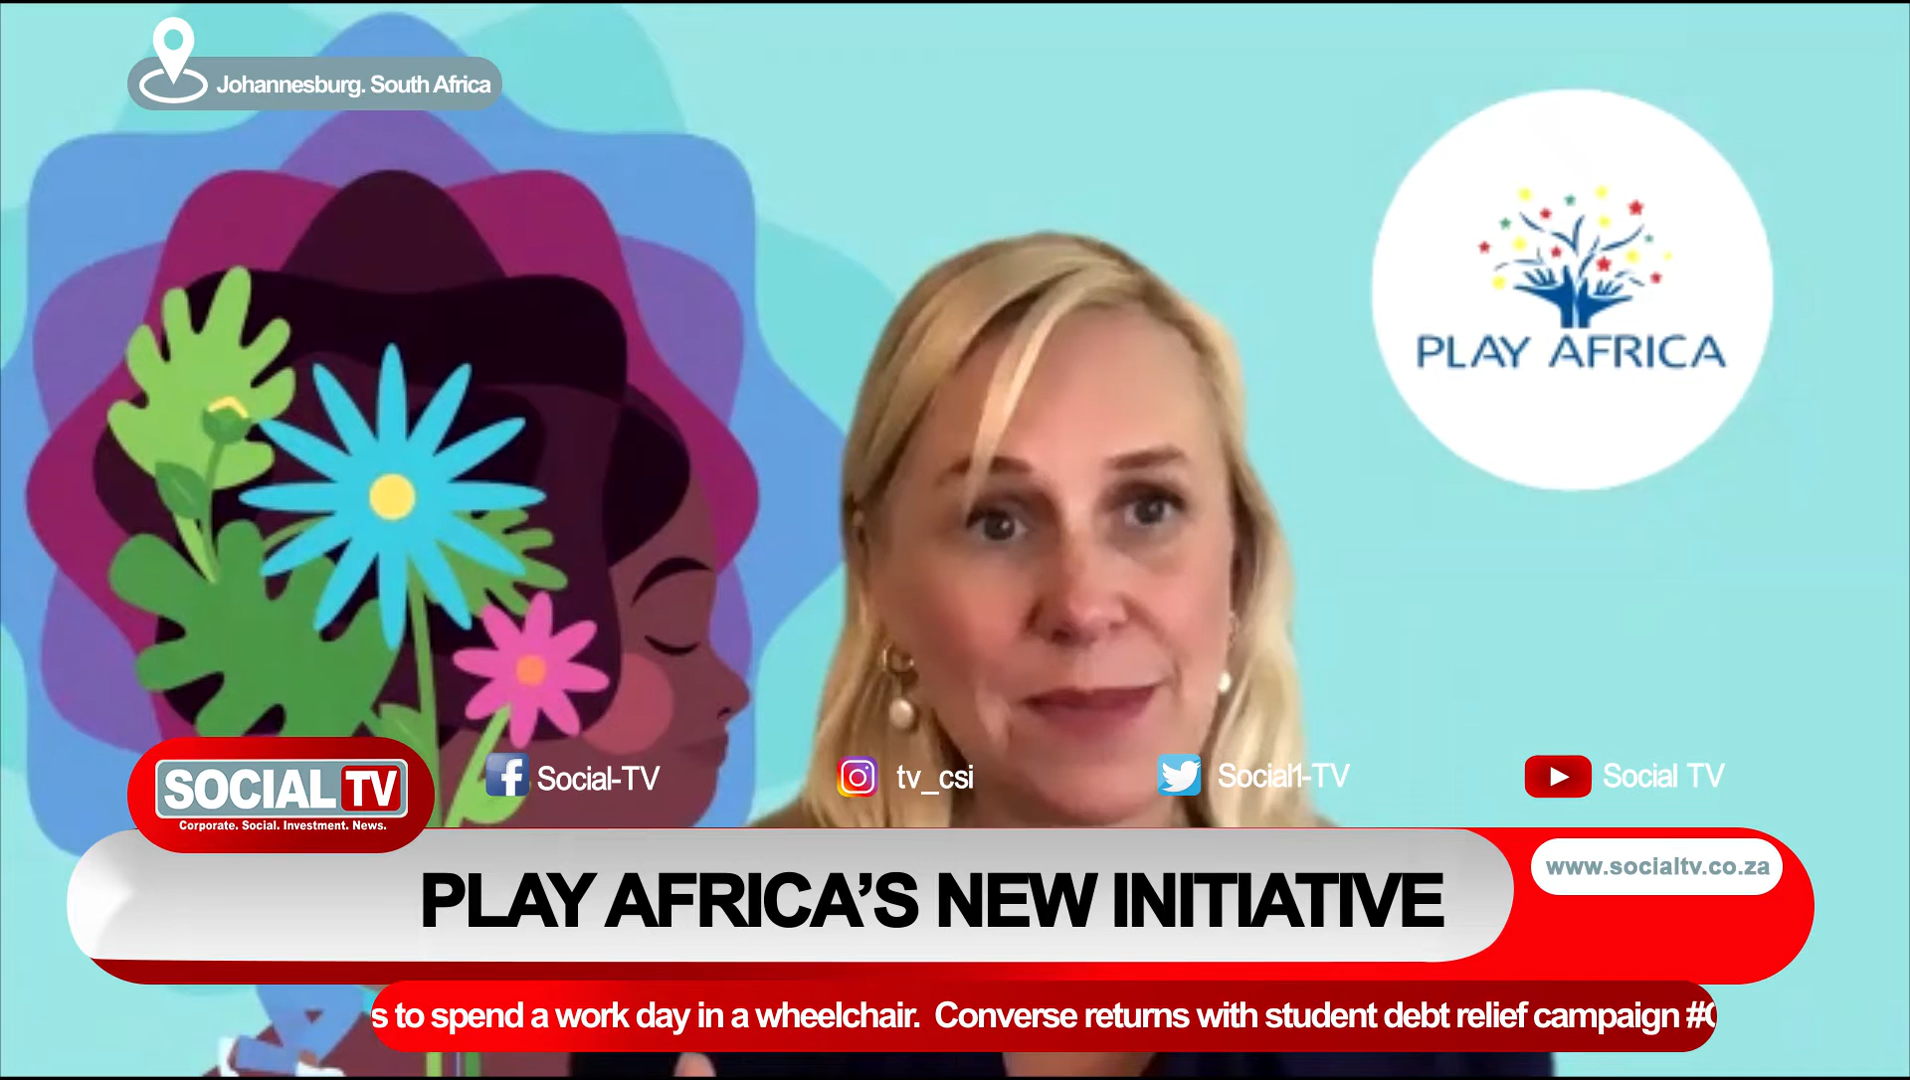 Johannesburg. South Africa
PLAY AFRICA
SOCIAL TV
Corporate. Social. Investment. News.
Social-TV
tv_csi
Social1-TV
Social TV
www.socialtv.co.za
PLAY AFRICA’S NEW INITIATIVE
s to spend a work day in a wheelchair. Converse returns with student debt relief campaign #